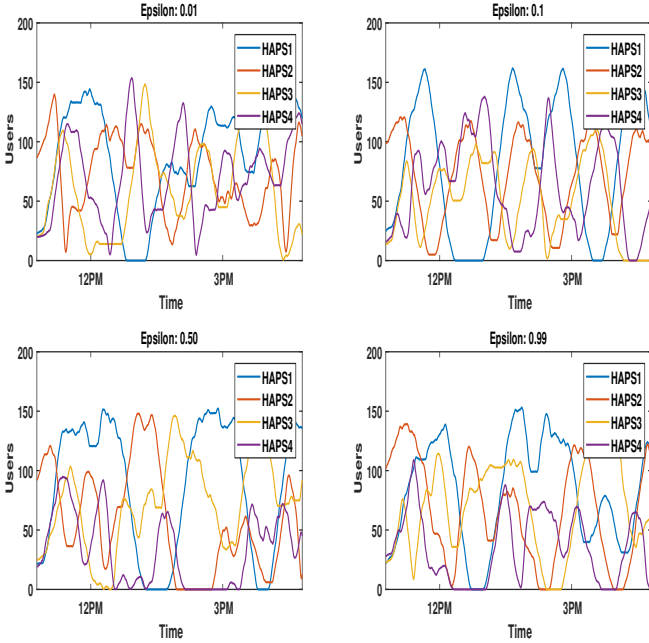 Epsilon: 0.01
200
150
100
50
0
Users
12PM
3PM
Time
HAPS1
HAPS2
HAPS3
HAPS4
Epsilon: 0.1
200
150
100
50
0
Users
12PM
3PM
Time
HAPS1
HAPS2
HAPS3
HAPS4
Epsilon: 0.50
200
150
100
50
0
Users
12PM
3PM
Time
HAPS1
HAPS2
HAPS3
HAPS4
Epsilon: 0.99
200
150
100
50
0
Users
12PM
3PM
Time
HAPS1
HAPS2
HAPS3
HAPS4